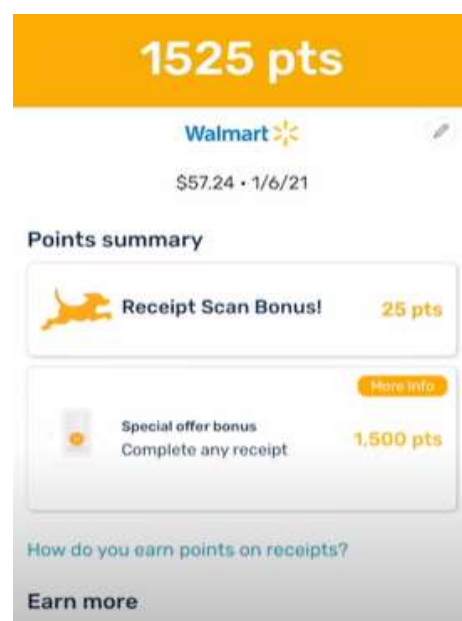 1525 pts
Walmart
$57.24 • 1/6/21
Points summary
Receipt Scan Bonus! 25 pts
More Info
Special offer bonus
Complete any receipt 1,500 pts
How do you earn points on receipts?
Earn more